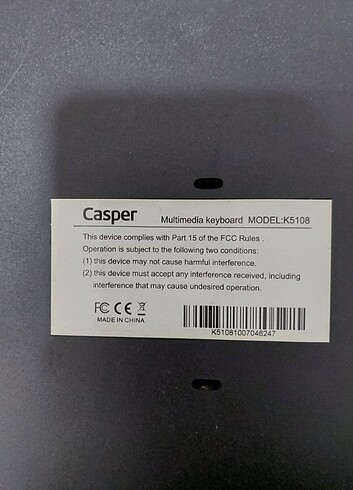 Casper Multimedia keyboard MODEL:K5108
This device complies with Part 15 of the FCC Rules .
Operation is subject to the following two conditions:
(1) this device may not cause harmful interference.
(2) this device must accept any interference received, including
interference that may cause undesired operation.
FC CE
MADE IN CHINA
K51081007046247